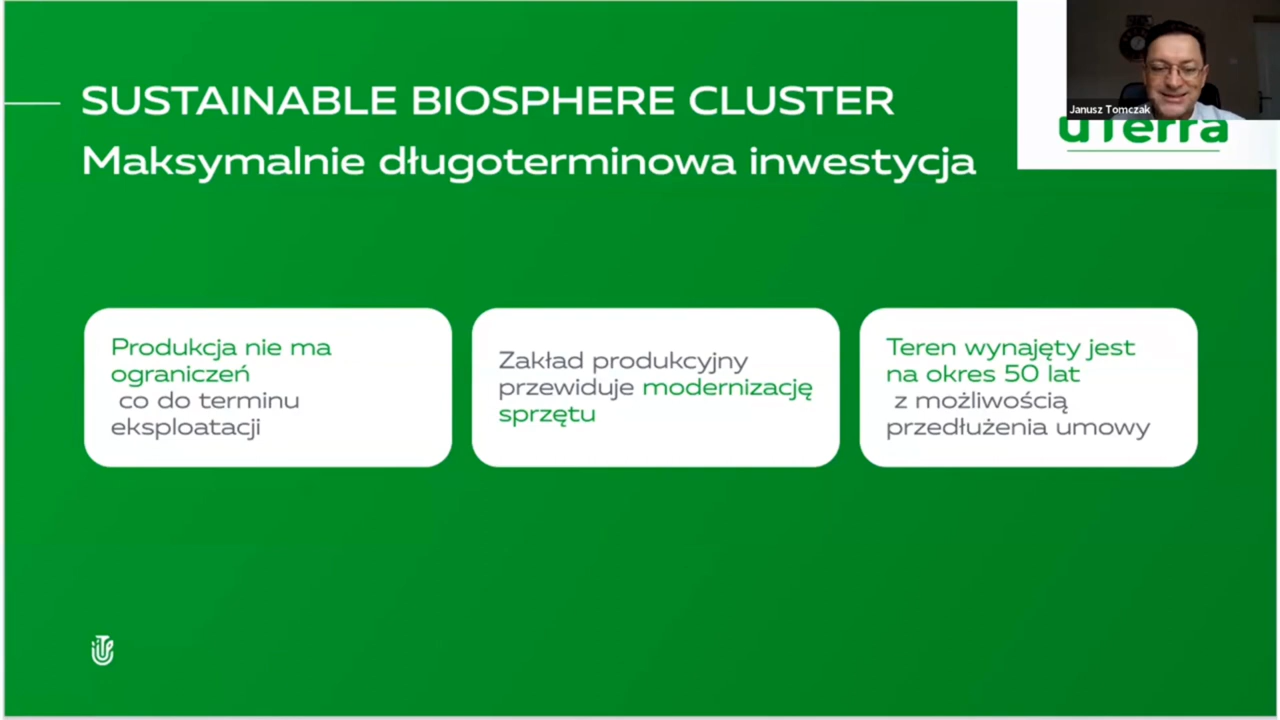 SUSTAINABLE BIOSPHERE CLUSTER
Maksymalnie długoterminowa inwestycja
Janusz Tomczak
uTerra
Produkcja nie ma
ograniczeń
co do terminu
eksploatacji
Zakład produkcyjny
przewiduje modernizację
sprzętu
Teren wynajęty jest
na okres 50 lat
z możliwością
przedłużenia umowy